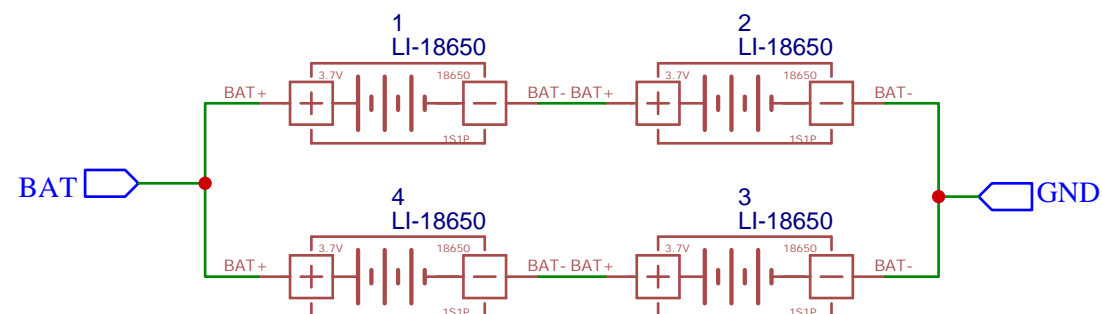 1
LI-18650
2
LI-18650
3.7V
18650
3.7V
18650
BAT+
BAT-
BAT+
BAT-
1S1P
1S1P
BAT
GND
4
LI-18650
3
LI-18650
3.7V
18650
3.7V
18650
BAT+
BAT-
BAT+
BAT-
1S1P
1S1P